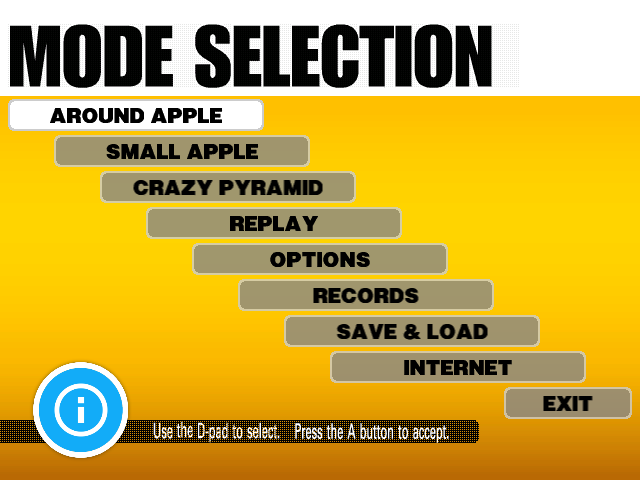 MODE SELECTION
AROUND APPLE
SMALL APPLE
CRAZY PYRAMID
REPLAY
OPTIONS
RECORDS
SAVE & LOAD
INTERNET
EXIT
Use the D-pad to select. Press the A button to accept.